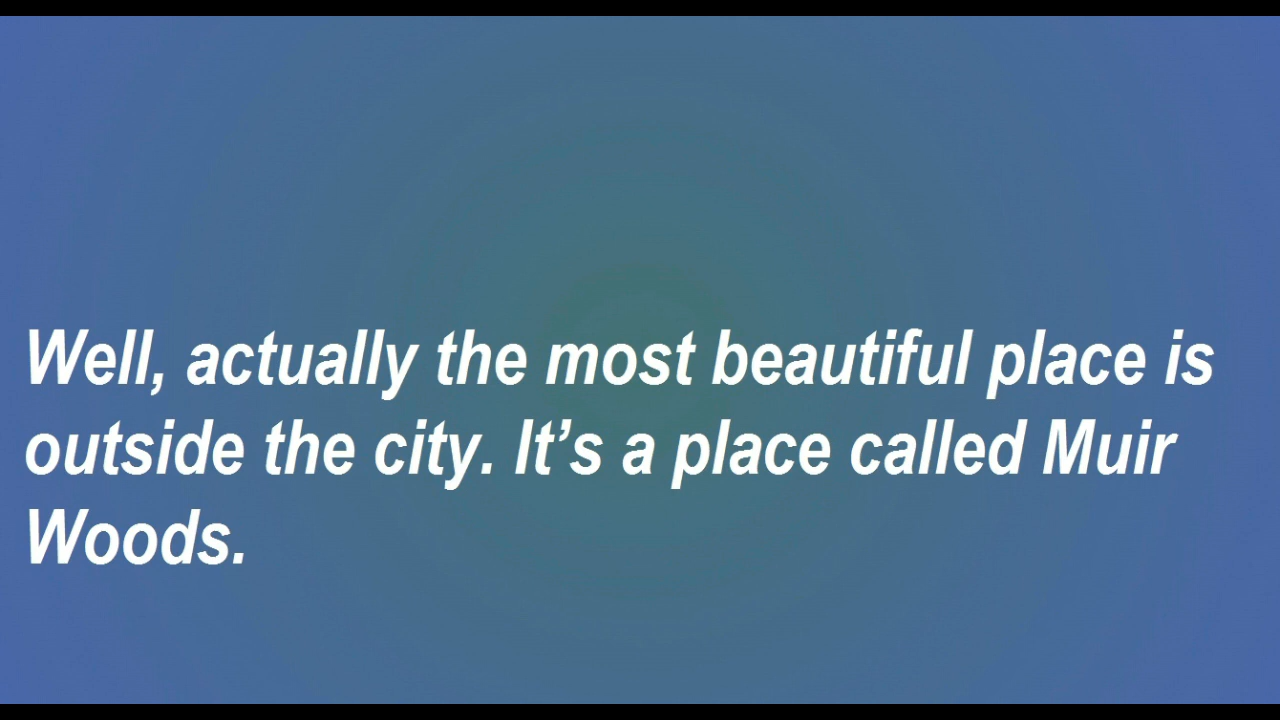 Well, actually the most beautiful place is
outside the city. It’s a place called Muir
Woods.